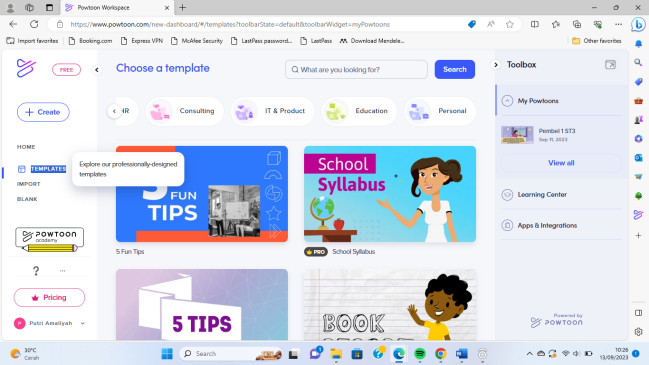 Powtoon Workspace
https://www.powtoon.com/new-dashboard/#/templates?toolbarState=default&toolbarWidget=myPowtoons
Import favorites
Booking.com
Express VPN
McAfee Security
LastPass password...
LastPass
Download Mendele...
Other favorites
FREE
Choose a template
What are you looking for?
Search
Toolbox
+ Create
HR
Consulting
IT & Product
Education
Personal
My Powtoons
Pembel 1 ST3
Sep 11, 2023
View all
HOME
TEMPLATES
Explore our professionally-designed
templates
IMPORT
BLANK
5 FUN
TIPS
School
Syllabus
Learning Center
Apps & Integrations
POWTOON
academy
5 Fun Tips
PRO
School Syllabus
?
Pricing
P
Putri Amaliyah
5 TIPS
BOOK
Powered by
POWTOON
30°C
Cerah
Search
10:26
13/09/2023